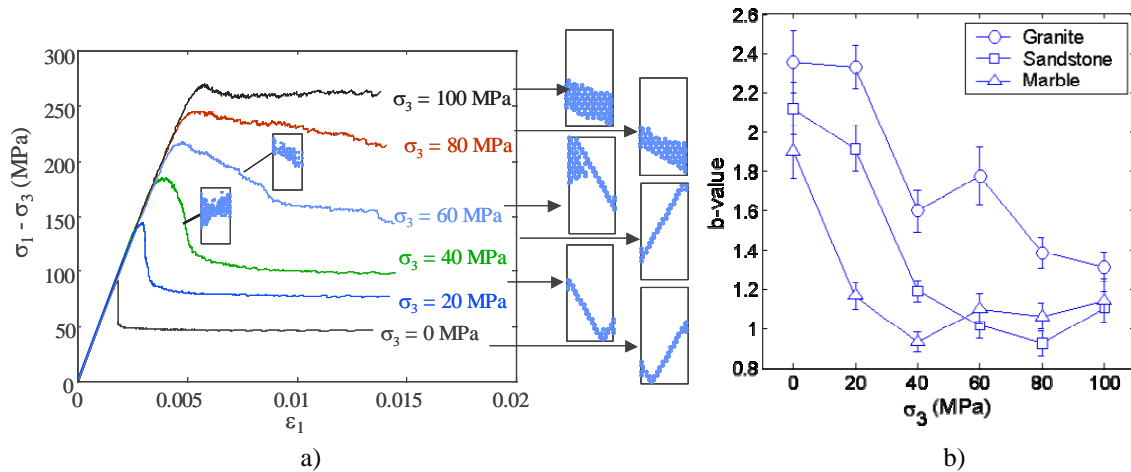 300
250
200
150
100
50
0
σ₁ - σ₃ (MPa)
σ₃ = 100 MPa
σ₃ = 80 MPa
σ₃ = 60 MPa
σ₃ = 40 MPa
σ₃ = 20 MPa
σ₃ = 0 MPa
0 0.005 0.01 0.015 0.02
ε₁
a)
2.6
2.4
2.2
2
1.8
1.6
1.4
1.2
1
0.8
b-value
Granite
Sandstone
Marble
0 20 40 60 80 100
σ₃ (MPa)
b)